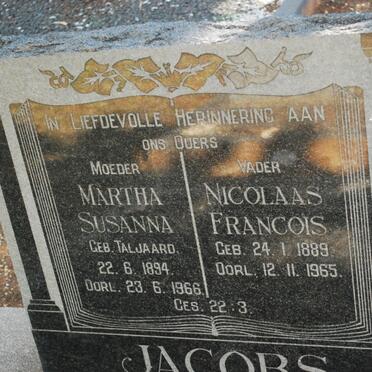 IN LIEFDEVOLLE HERINNERING AAN
ONS OUERS
MOEDER
MARTHA
SUSANNA
GEB. TALJAARD.
22.6.1894.
OORL. 23.6.1966.
VADER
NICOLAAS
FRANCOIS
GEB. 24.1.1889.
OORL. 12.11.1965.
GES. 22:3.
JACOBS